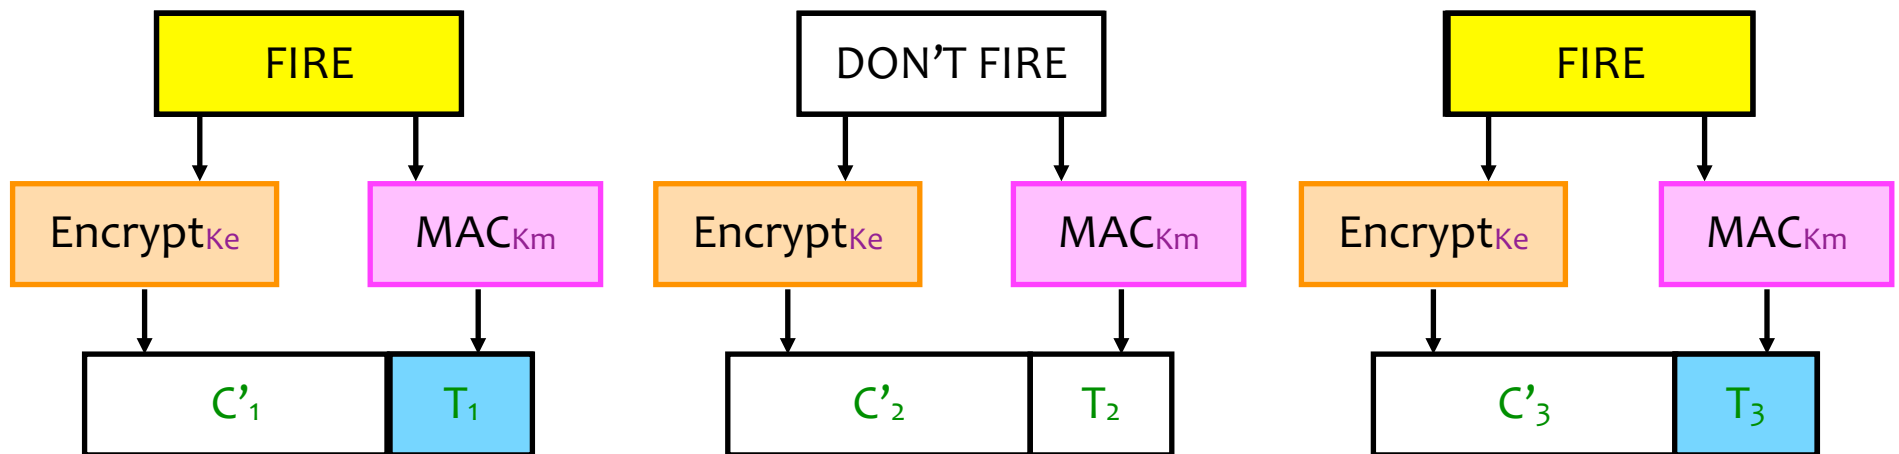 FIRE
DON’T FIRE
FIRE
EncryptKe
MACKm
EncryptKe
MACKm
EncryptKe
MACKm
C’1
T1
C’2
T2
C’3
T3